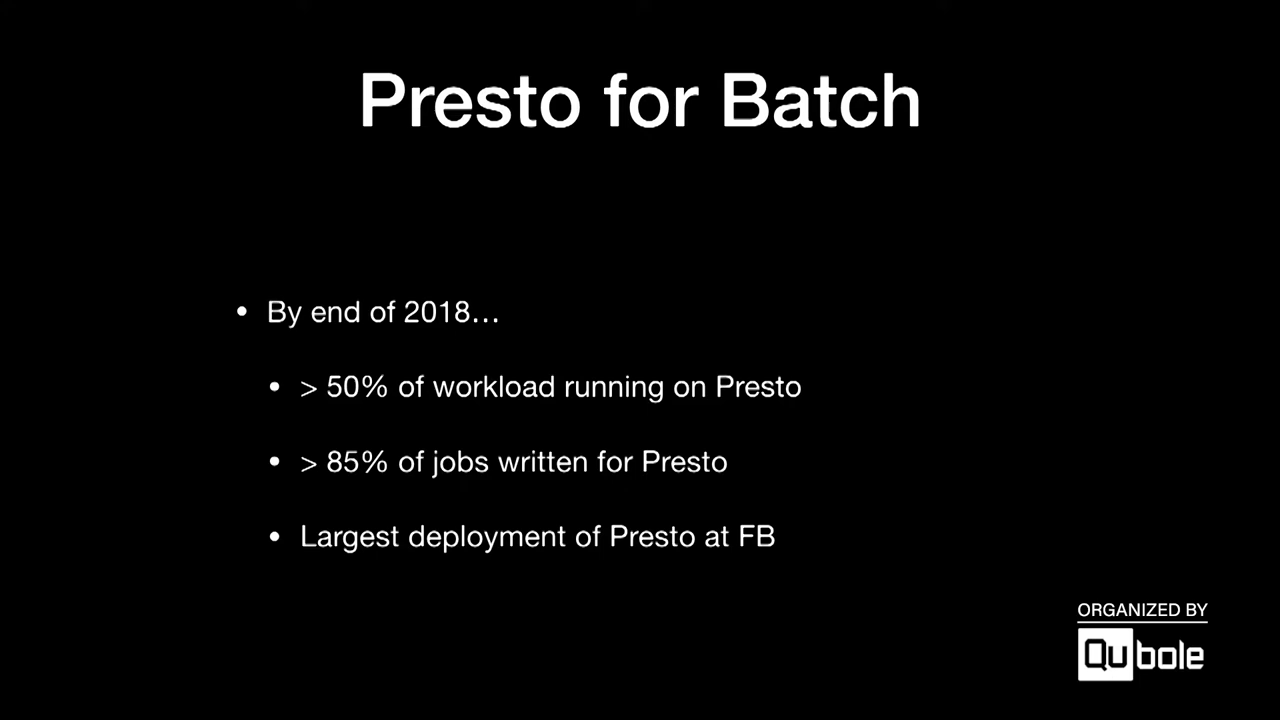 Presto for Batch
• By end of 2018…
• > 50% of workload running on Presto
• > 85% of jobs written for Presto
• Largest deployment of Presto at FB
ORGANIZED BY
Qubole